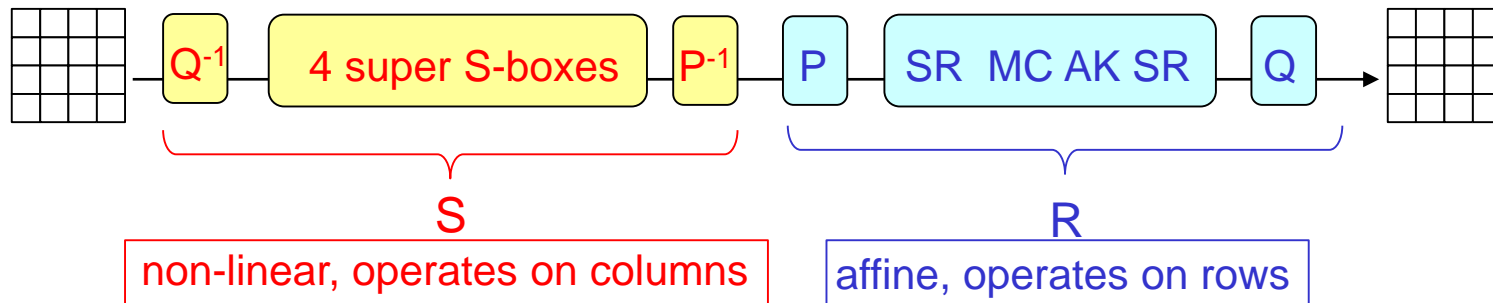 Q⁻¹ 4 super S-boxes P⁻¹ P SR MC AK SR Q
S R
non-linear, operates on columns affine, operates on rows